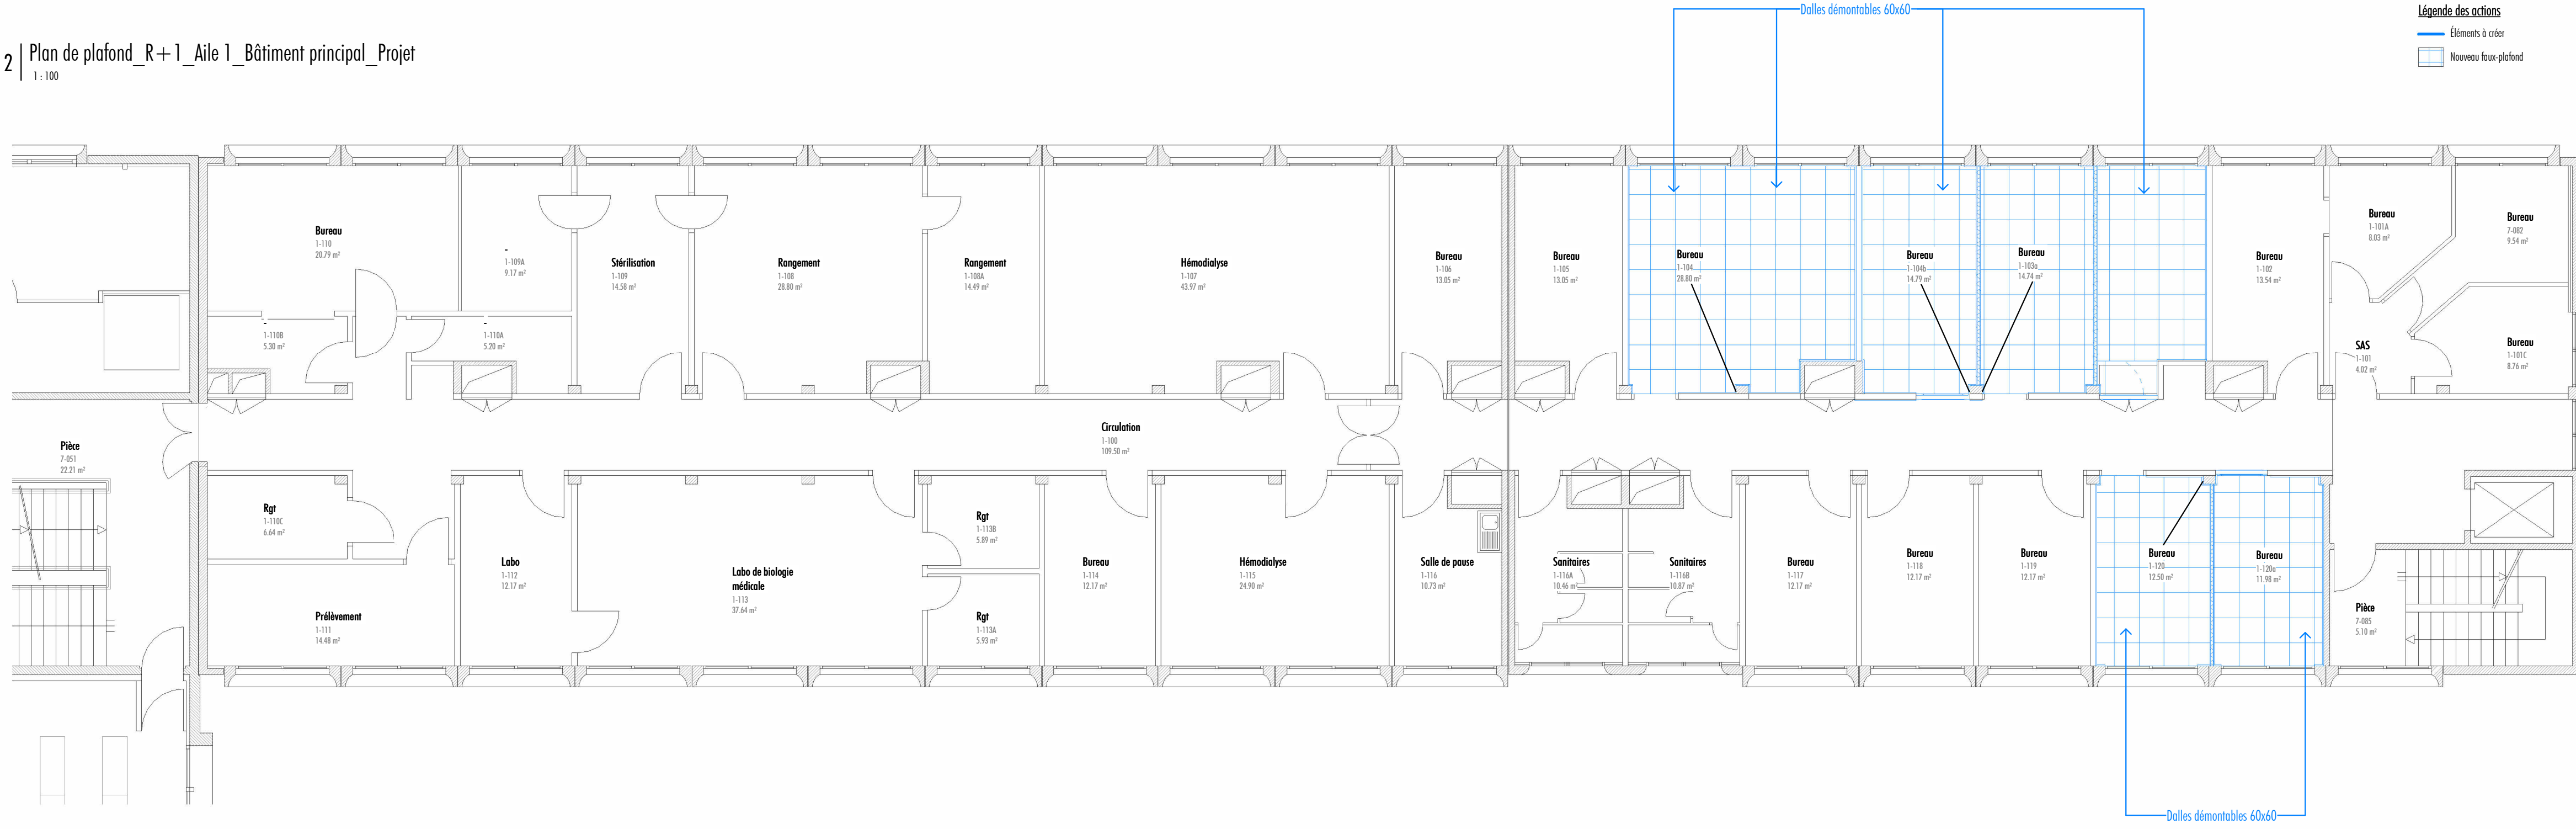 Dalles démontables 60x60
Légende des actions
Éléments à créer
Nouveau faux-plafond
2
Plan de plafond_R+1_Aile 1_Bâtiment principal_Projet
1 : 100
Bureau
1-110
20.79 m²
-
1-109A
9.17 m²
Stérilisation
1-109
14.58 m²
Rangement
1-108
28.80 m²
Rangement
1-108A
14.49 m²
Hémodialyse
1-107
43.97 m²
Bureau
1-106
13.05 m²
Bureau
1-105
13.05 m²
Bureau
1-104
28.80 m²
Bureau
1-104b
14.79 m²
Bureau
1-103a
14.74 m²
Bureau
1-102
13.54 m²
Bureau
1-101A
8.03 m²
Bureau
7-082
9.54 m²
-
1-110B
5.30 m²
-
1-110A
5.20 m²
SAS
1-101
4.02 m²
Bureau
1-101C
8.76 m²
Pièce
7-051
22.21 m²
Circulation
1-100
109.50 m²
Rgt
1-110C
6.64 m²
Prélèvement
1-111
14.48 m²
Labo
1-112
12.17 m²
Labo de biologie
médicale
1-113
37.64 m²
Rgt
1-113B
5.89 m²
Rgt
1-113A
5.93 m²
Bureau
1-114
12.17 m²
Hémodialyse
1-115
24.90 m²
Salle de pause
1-116
10.73 m²
Sanitaires
1-116A
10.46 m²
Sanitaires
1-116B
10.87 m²
Bureau
1-117
12.17 m²
Bureau
1-118
12.17 m²
Bureau
1-119
12.17 m²
Bureau
1-120
12.50 m²
Bureau
1-120a
11.98 m²
Pièce
7-085
5.10 m²
Dalles démontables 60x60